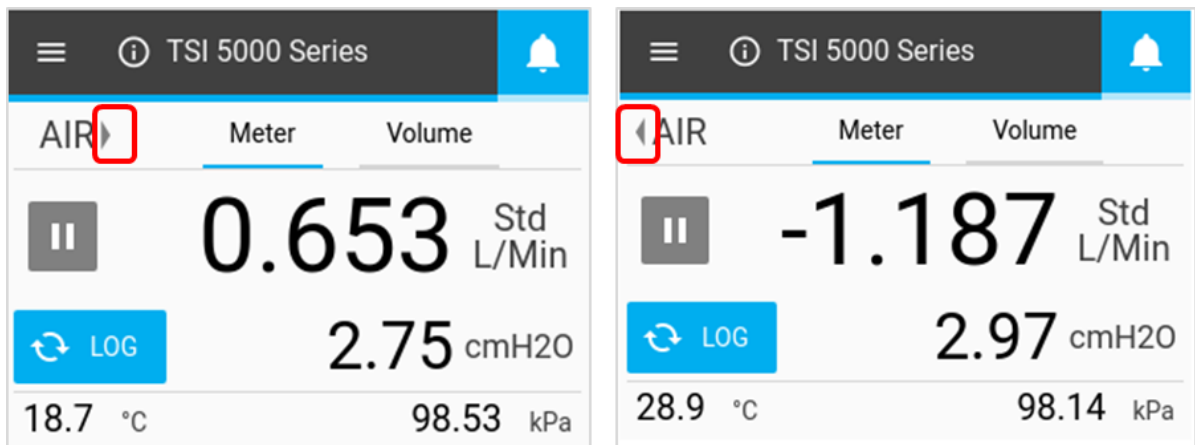 TSI 5000 Series
AIR Meter Volume
0.653 Std L/Min
LOG 2.75 cmH2O
18.7 °C 98.53 kPa
TSI 5000 Series
AIR Meter Volume
-1.187 Std L/Min
LOG 2.97 cmH2O
28.9 °C 98.14 kPa